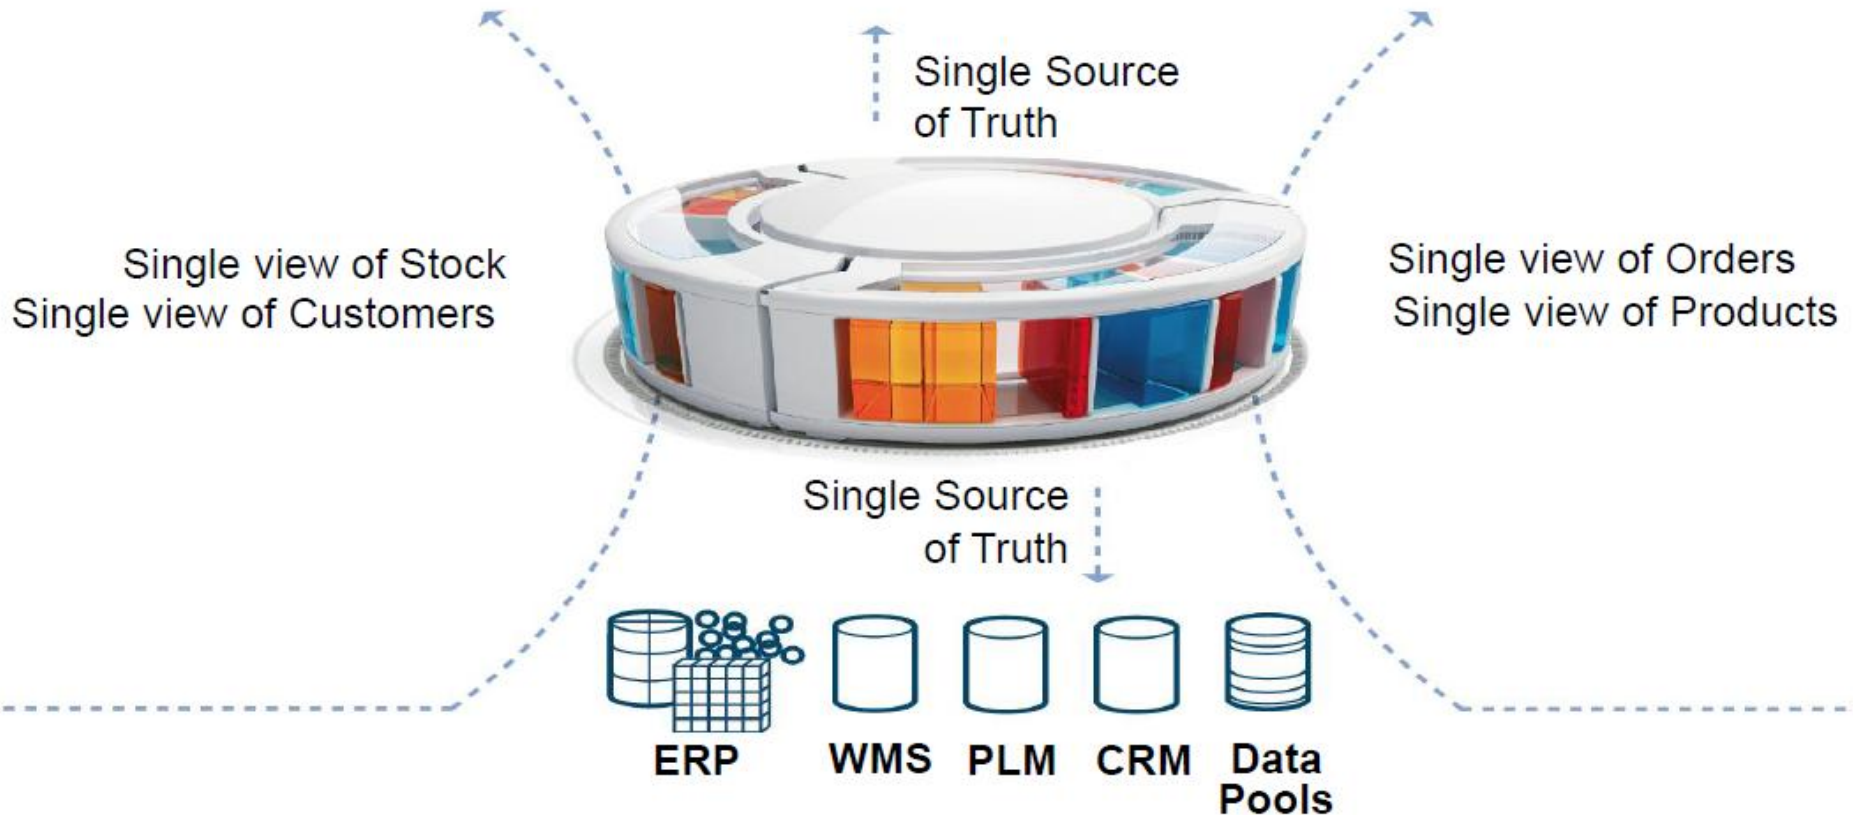 Single Source
of Truth
Single view of Stock
Single view of Customers
Single view of Orders
Single view of Products
Single Source
of Truth
ERP
WMS
PLM
CRM
Data
Pools